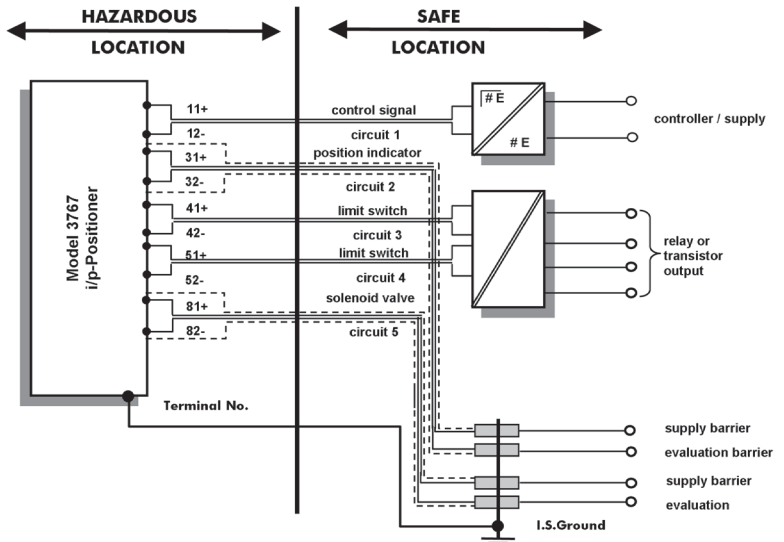 HAZARDOUS
LOCATION
SAFE
LOCATION
Model 3767
i/p-Positioner
11+
control signal
12-
circuit 1
31+
position indicator
32-
circuit 2
41+
limit switch
42-
circuit 3
51+
limit switch
52-
circuit 4
81+
solenoid valve
82-
circuit 5
Terminal No.
# E
# E
controller / supply
relay or
transistor
output
supply barrier
evaluation barrier
supply barrier
evaluation
I.S.Ground